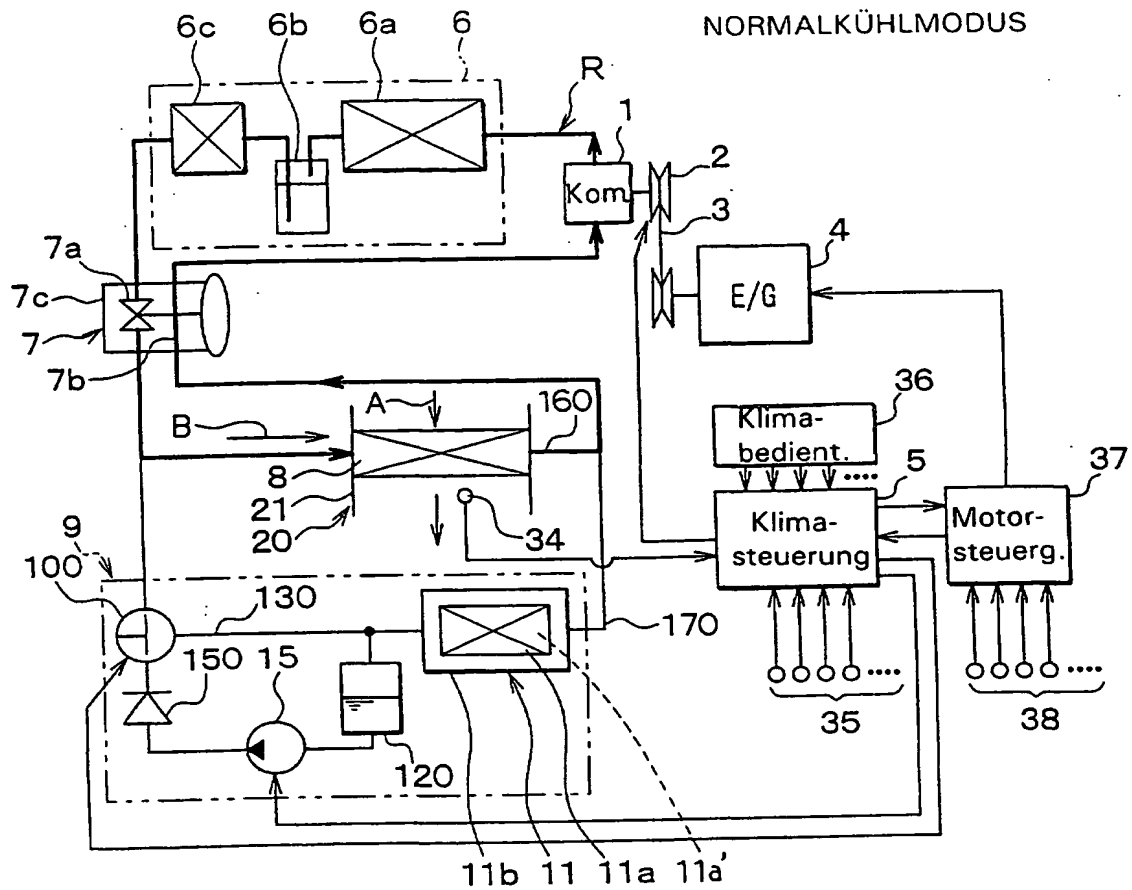 NORMALKÜHLMODUS
6c
6b
6a
6
R
1
2
Kom
3
4
E/G
7a
7c
7
7b
A
160
B
8
21
20
34
36
Klima-
bedient.
5
37
Klima-
steuerung
Motor-
steuerg.
9
100
130
170
150
15
120
35
38
11b
11
11a
11a'